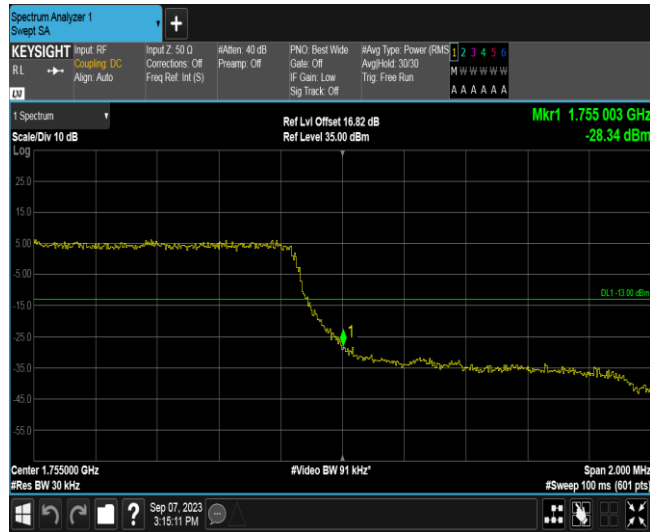 Spectrum Analyzer 1
Swept SA
+
KEYSIGHT
RL
LXI
Input: RF
Coupling: DC
Align: Auto
Input Z: 50 Ω
Corrections: Off
Freq Ref: Int (S)
#Atten: 40 dB
Preamp: Off
PNO: Best Wide
Gate: Off
IF Gain: Low
Sig Track: Off
#Avg Type: Power (RMS
Avg|Hold: 30/30
Trig: Free Run
1 2 3 4 5 6
M W W W W W
A A A A A A
1 Spectrum
Scale/Div 10 dB
Ref Lvl Offset 16.82 dB
Ref Level 35.00 dBm
Mkr1 1.755 003 GHz
-28.34 dBm
Log
25.0
15.0
5.00
-5.00
DL1 -13.00 dBm
-15.0
1
-25.0
-35.0
-45.0
-55.0
Center 1.755000 GHz
#Video BW 91 kHz*
Span 2.000 MHz
#Res BW 30 kHz
#Sweep 100 ms (601 pts)
?
Sep 07, 2023
3:15:11 PM